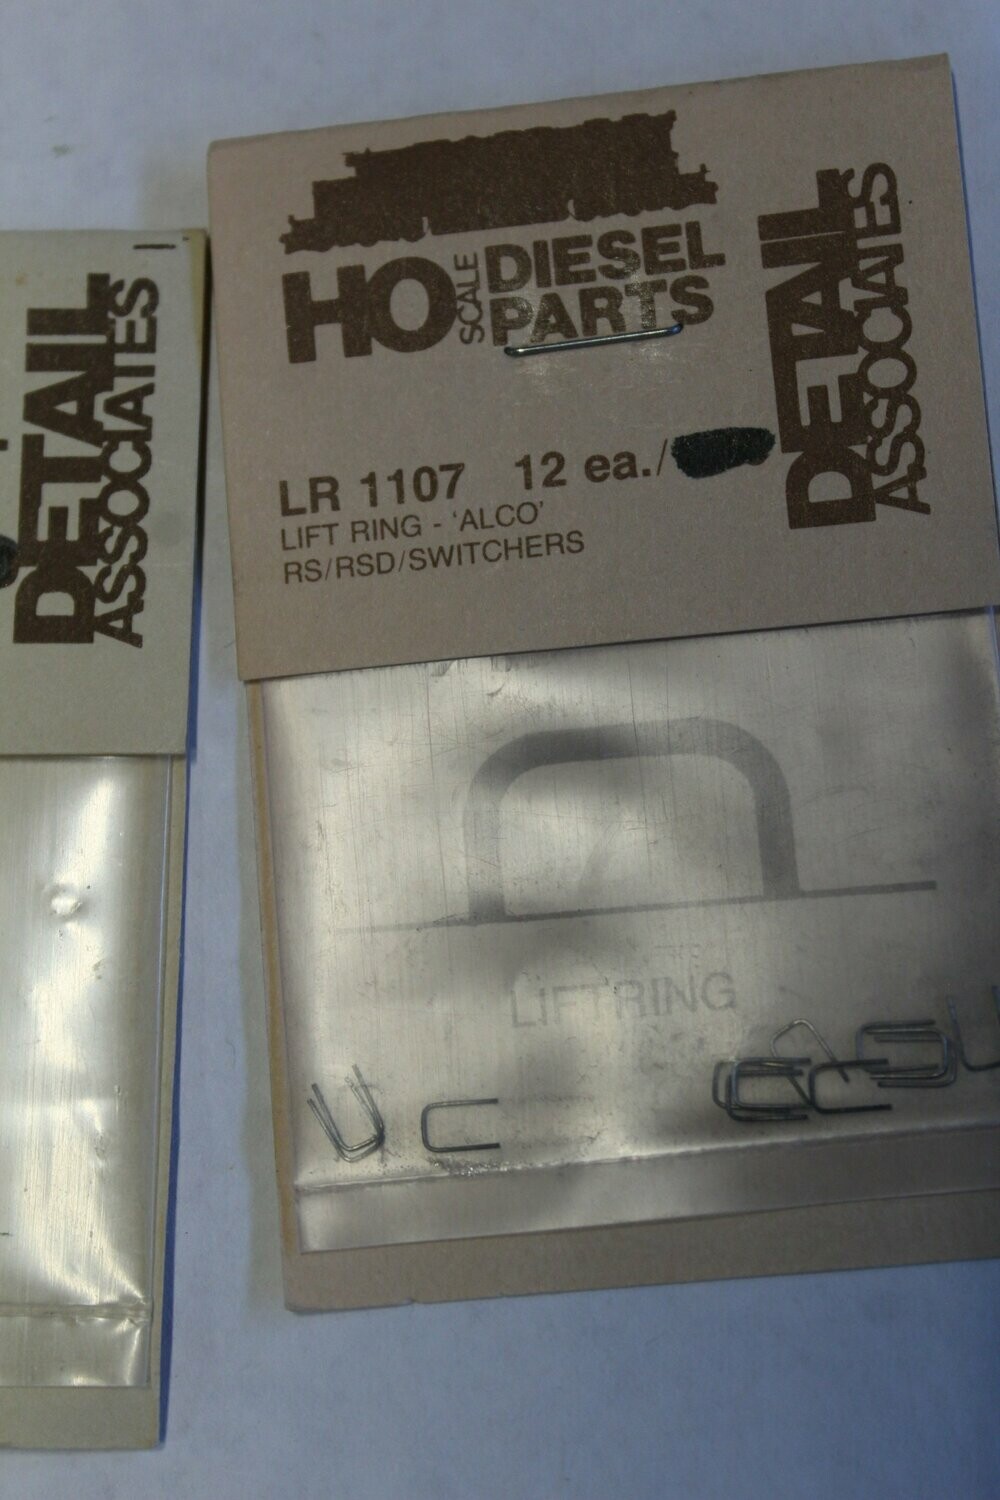 DETAIL
ASSOCIATES
HO SCALE DIESEL
PARTS
DETAIL
ASSOCIATES
LR 1107 12 ea./
LIFT RING - ‘ALCO’
RS/RSD/SWITCHERS
LIFT RING